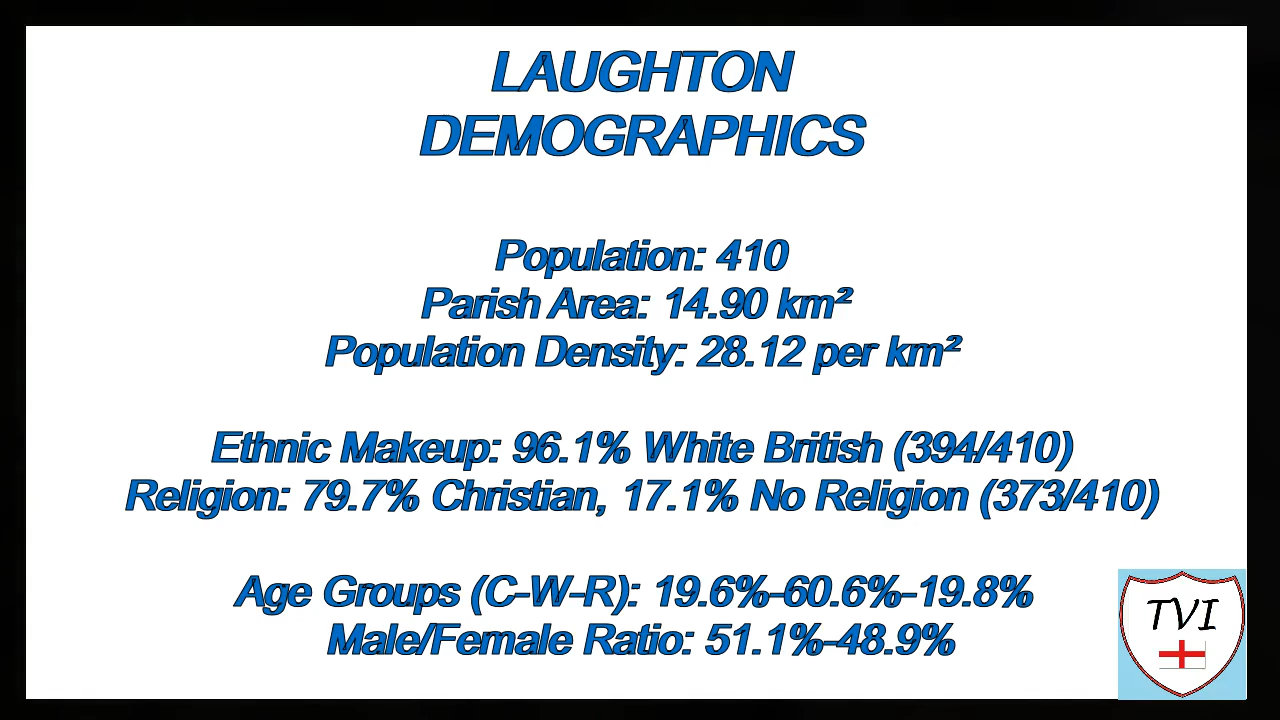 LAUGHTON
DEMOGRAPHICS
Population: 410
Parish Area: 14.90 km²
Population Density: 28.12 per km²
Ethnic Makeup: 96.1% White British (394/410)
Religion: 79.7% Christian, 17.1% No Religion (373/410)
Age Groups (C-W-R): 19.6%-60.6%-19.8%
Male/Female Ratio: 51.1%-48.9%
TVI